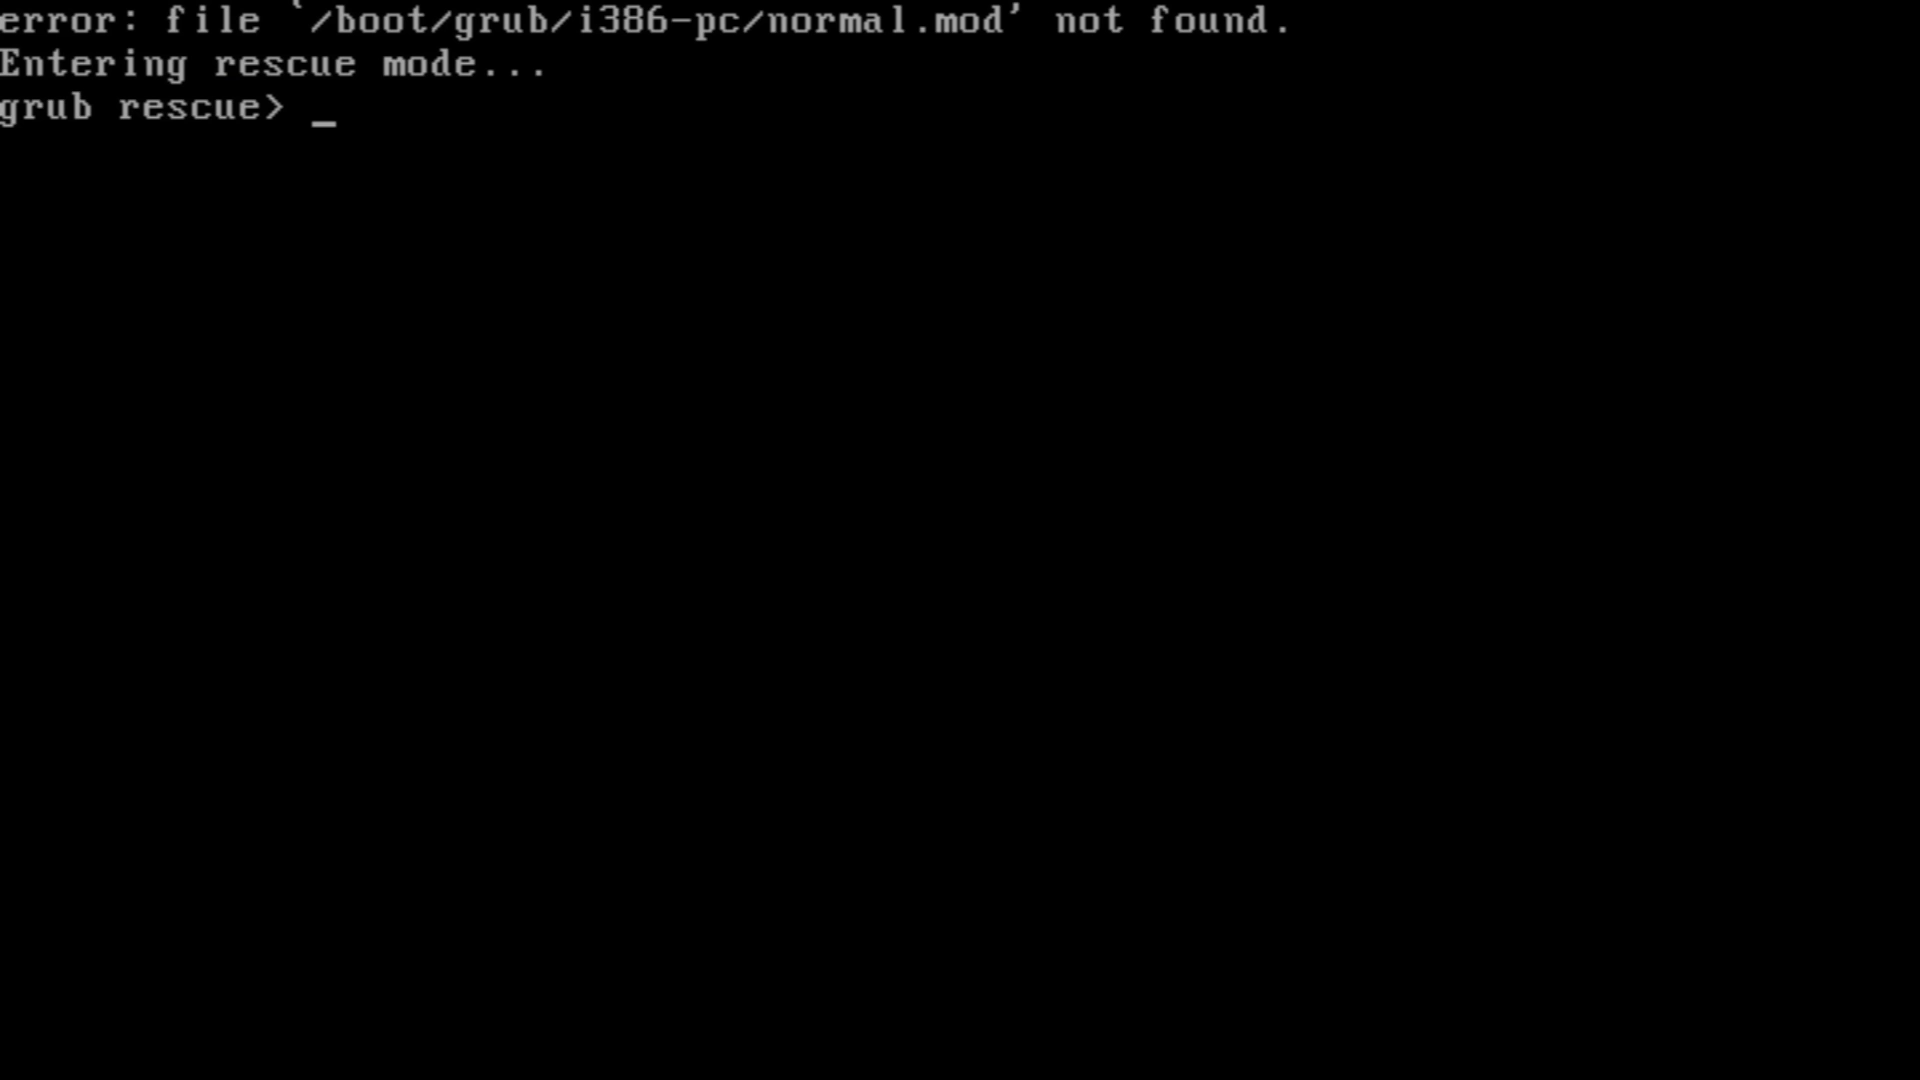 error: file `/boot/grub/i386-pc/normal.mod' not found.
Entering rescue mode...
grub rescue> _